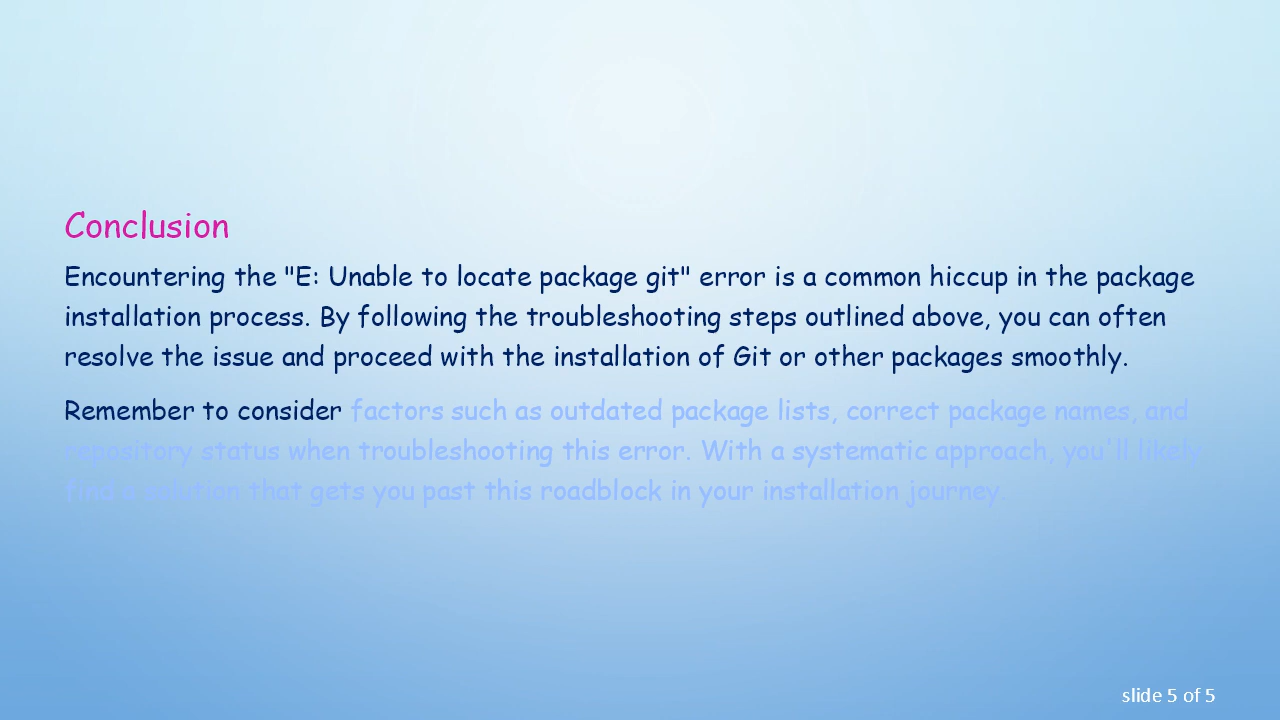 Conclusion
Encountering the "E: Unable to locate package git" error is a common hiccup in the package
installation process. By following the troubleshooting steps outlined above, you can often
resolve the issue and proceed with the installation of Git or other packages smoothly.
Remember to consider factors such as outdated package lists, correct package names, and
repository status when troubleshooting this error. With a systematic approach, you'll likely
find a solution that gets you past this roadblock in your installation journey.
slide 5 of 5